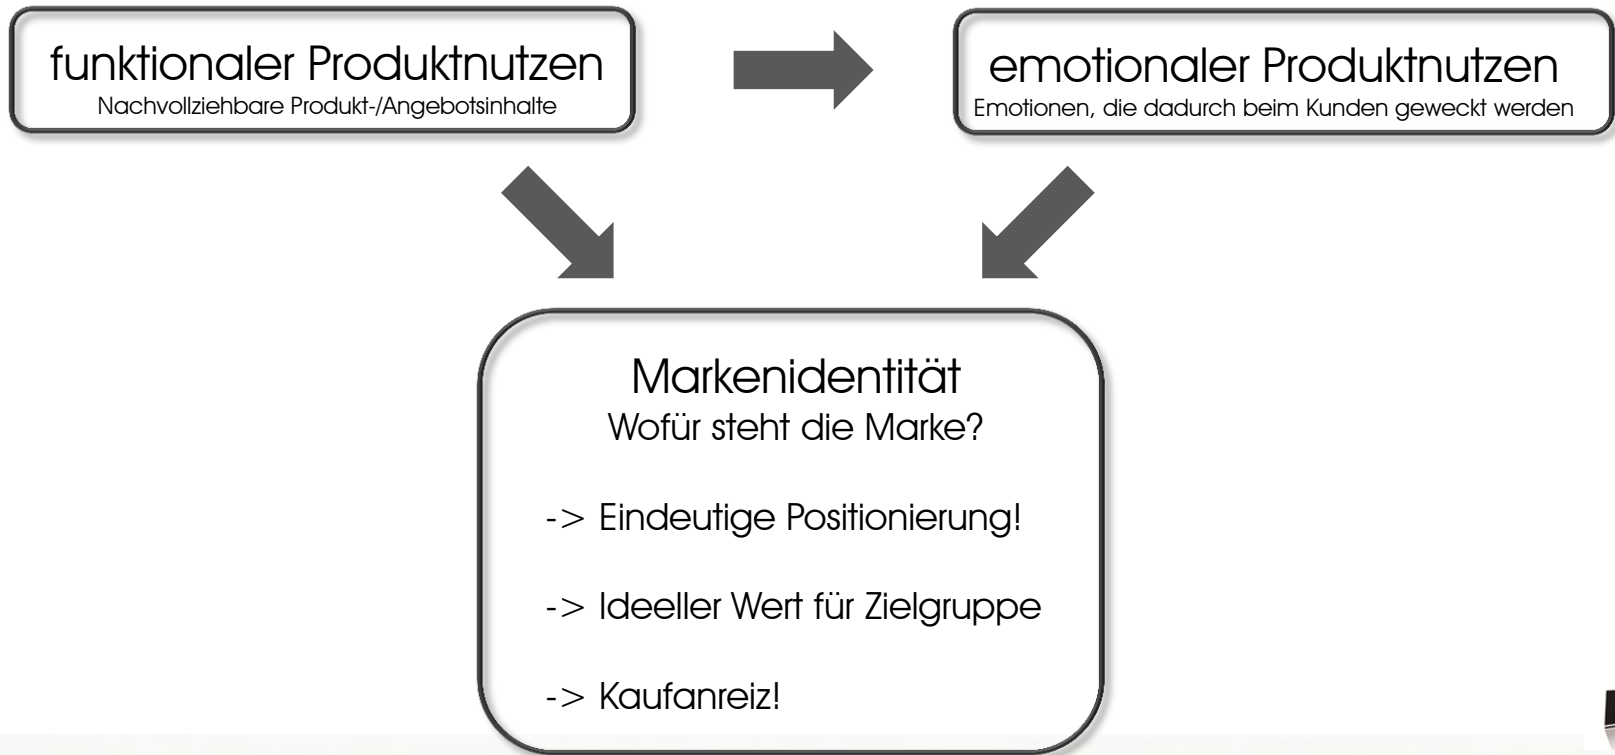 funktionaler Produktnutzen
Nachvollziehbare Produkt-/Angebotsinhalte
emotionaler Produktnutzen
Emotionen, die dadurch beim Kunden geweckt werden
Markenidentität
Wofür steht die Marke?
-> Eindeutige Positionierung!
-> Ideeller Wert für Zielgruppe
-> Kaufanreiz!